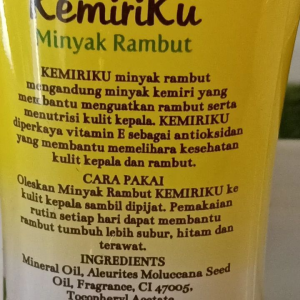 KemiriKu
Minyak Rambut
KEMIRIKU minyak rambut
mengandung minyak kemiri yang
membantu menguatkan rambut serta
menutrisi kulit kepala. KEMIRIKU
diperkaya vitamin E sebagai antioksidan
yang membantu memelihara kesehatan
kulit kepala dan rambut.
CARA PAKAI
Oleskan Minyak Rambut KEMIRIKU ke
kulit kepala sambil dipijat. Pemakaian
rutin setiap hari dapat membantu
rambut tumbuh lebih subur, hitam dan
terawat.
INGREDIENTS
Mineral Oil, Aleurites Moluccana Seed
Oil, Fragrance, CI 47005,
Tocopheryl Acetate